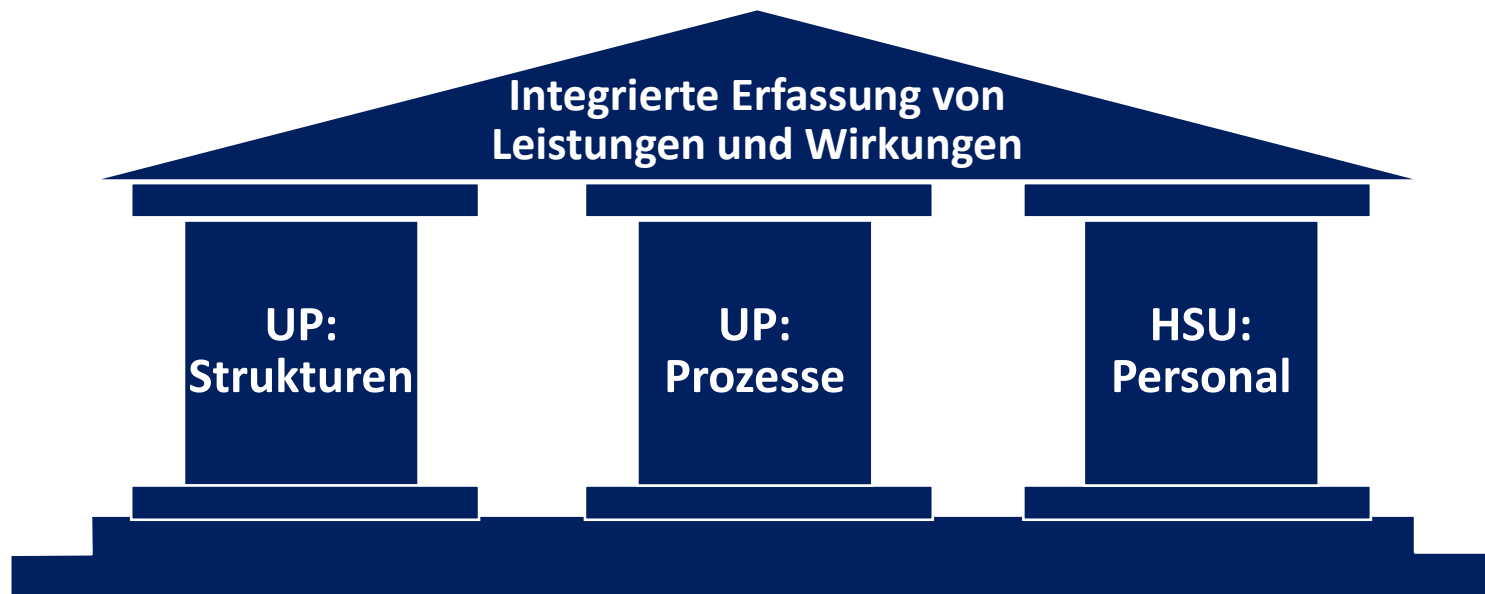 Integrierte Erfassung von
Leistungen und Wirkungen
UP:
Strukturen
UP:
Prozesse
HSU:
Personal